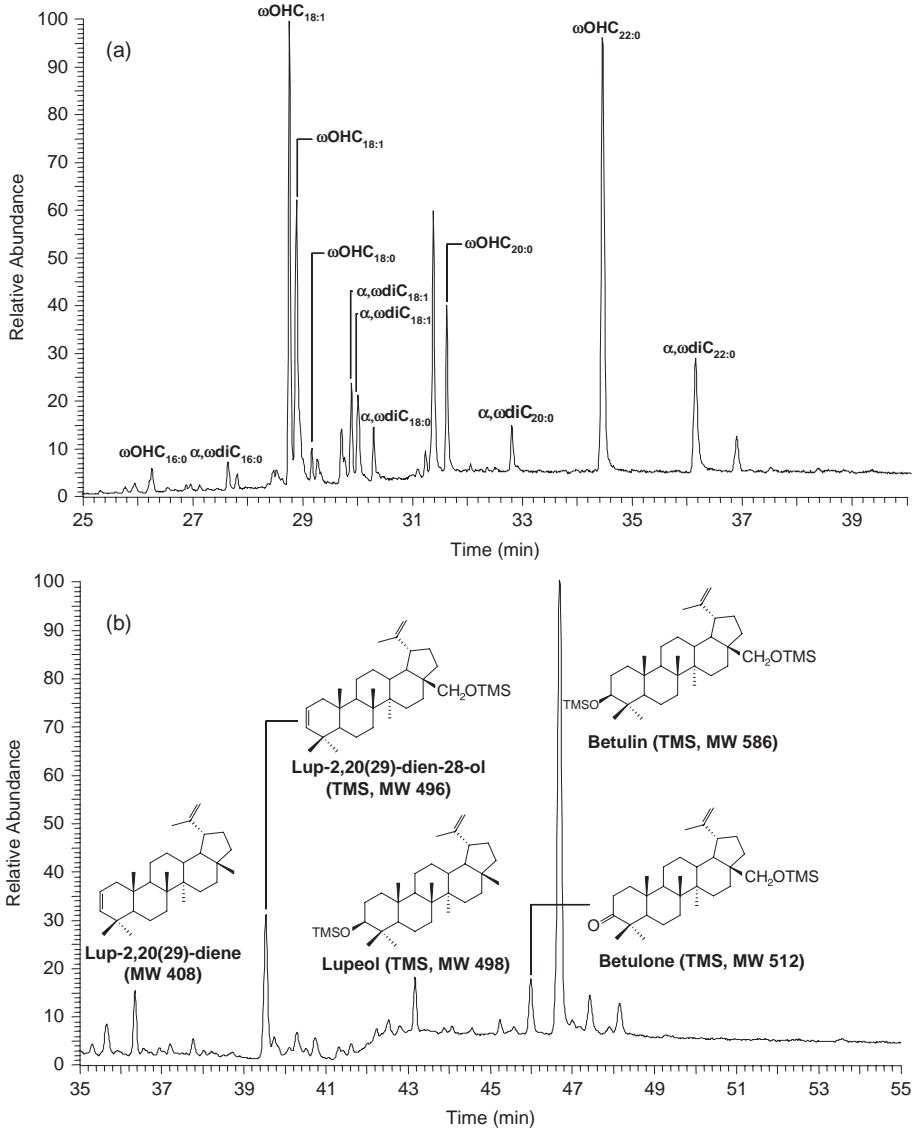 (a)
ωOHC18:1
ωOHC18:1
ωOHC18:0
α,ωdiC18:1
α,ωdiC18:1
α,ωdiC18:0
ωOHC16:0 α,ωdiC16:0
ωOHC20:0
α,ωdiC20:0
ωOHC22:0
α,ωdiC22:0
Relative Abundance
100
90
80
70
60
50
40
30
20
10
0
25 27 29 31 33 35 37 39
Time (min)
(b)
CH2OTMS
Lup-2,20(29)-dien-28-ol
(TMS, MW 496)
CH2OTMS
TMSO
Betulin (TMS, MW 586)
Lup-2,20(29)-diene
(MW 408)
TMSO
Lupeol (TMS, MW 498)
CH2OTMS
O
Betulone (TMS, MW 512)
Relative Abundance
100
90
80
70
60
50
40
30
20
10
0
35 37 39 41 43 45 47 49 51 53 55
Time (min)